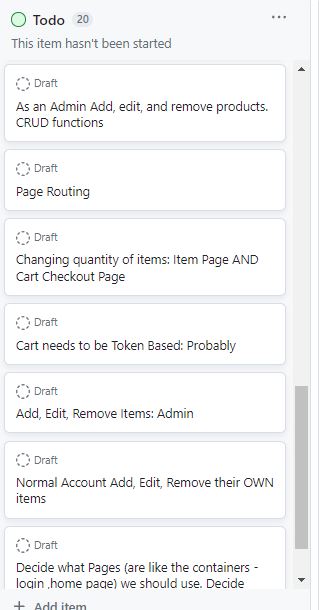 Todo 20
This item hasn't been started
Draft
As an Admin Add, edit, and remove products.
CRUD functions
Draft
Page Routing
Draft
Changing quantity of items: Item Page AND
Cart Checkout Page
Draft
Cart needs to be Token Based: Probably
Draft
Add, Edit, Remove Items: Admin
Draft
Normal Account Add, Edit, Remove their OWN
items
Draft
Decide what Pages (are like the containers -
login ,home page) we should use. Decide
+ Add item